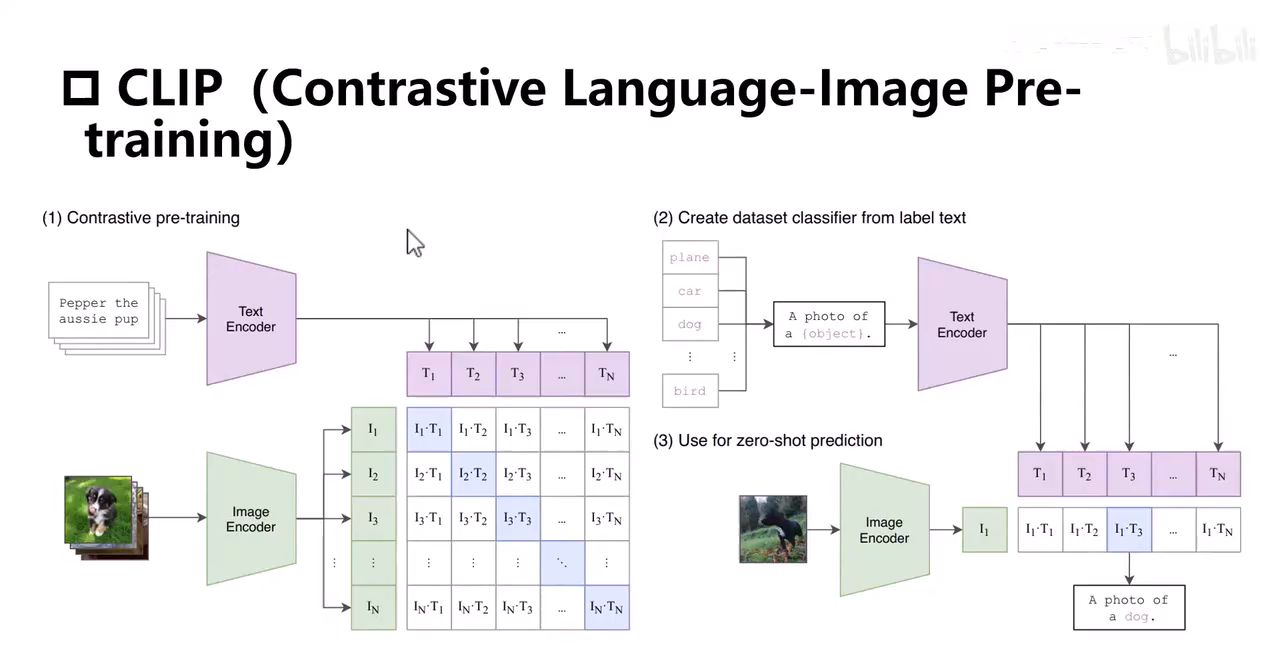 bilibili
CLIP（Contrastive Language-Image Pre-
training）
(1) Contrastive pre-training
Pepper the
aussie pup
Text
Encoder
...
T1 T2 T3 ... TN
Image
Encoder
I1
I2
I3
⋮
IN
I1·T1 I1·T2 I1·T3 ... I1·TN
I2·T1 I2·T2 I2·T3 ... I2·TN
I3·T1 I3·T2 I3·T3 ... I3·TN
⋮ ⋮ ⋮ ⋱ ⋮
IN·T1 IN·T2 IN·T3 ... IN·TN
(2) Create dataset classifier from label text
plane
car
dog
⋮
bird
A photo of
a {object}.
Text
Encoder
...
(3) Use for zero-shot prediction
T1 T2 T3 ... TN
Image
Encoder
I1
I1·T1 I1·T2 I1·T3 ... I1·TN
A photo of
a dog.